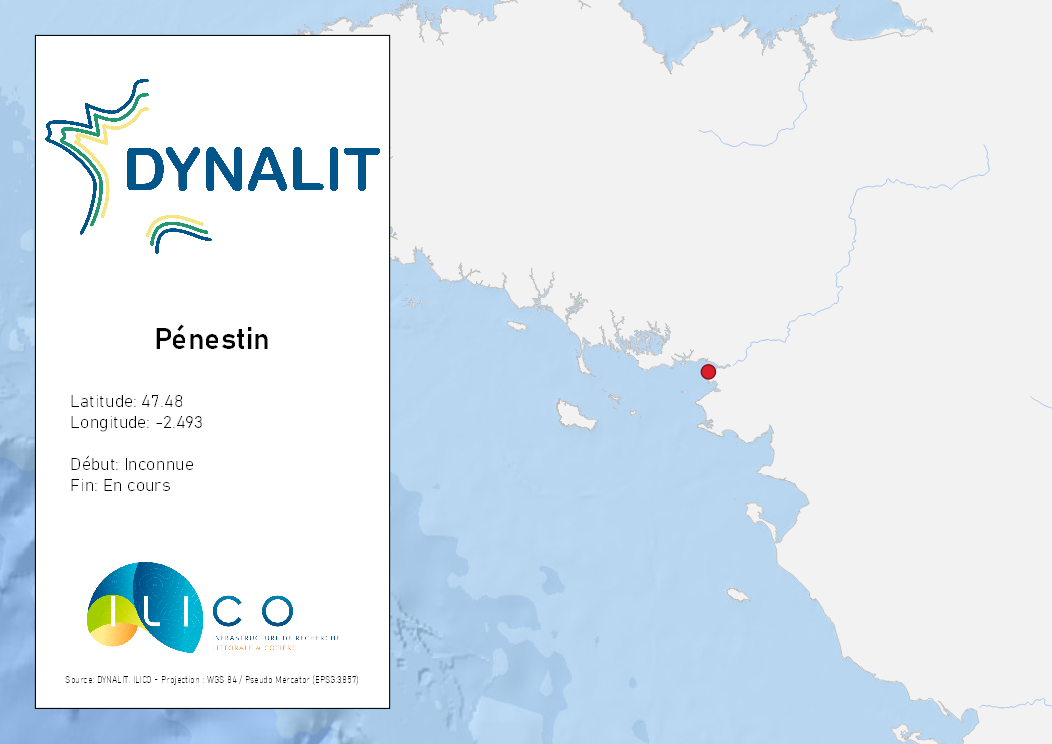 DYNALIT
Pénestin
Latitude: 47.48
Longitude: -2.493
Début: Inconnue
Fin: En cours
ILICO
INFRASTRUCTURE DE RECHERCHE
LITTORALE & COTIERE
Source: DYNALIT, ILICO - Projection : WGS 84 / Pseudo Mercator (EPSG:3857)